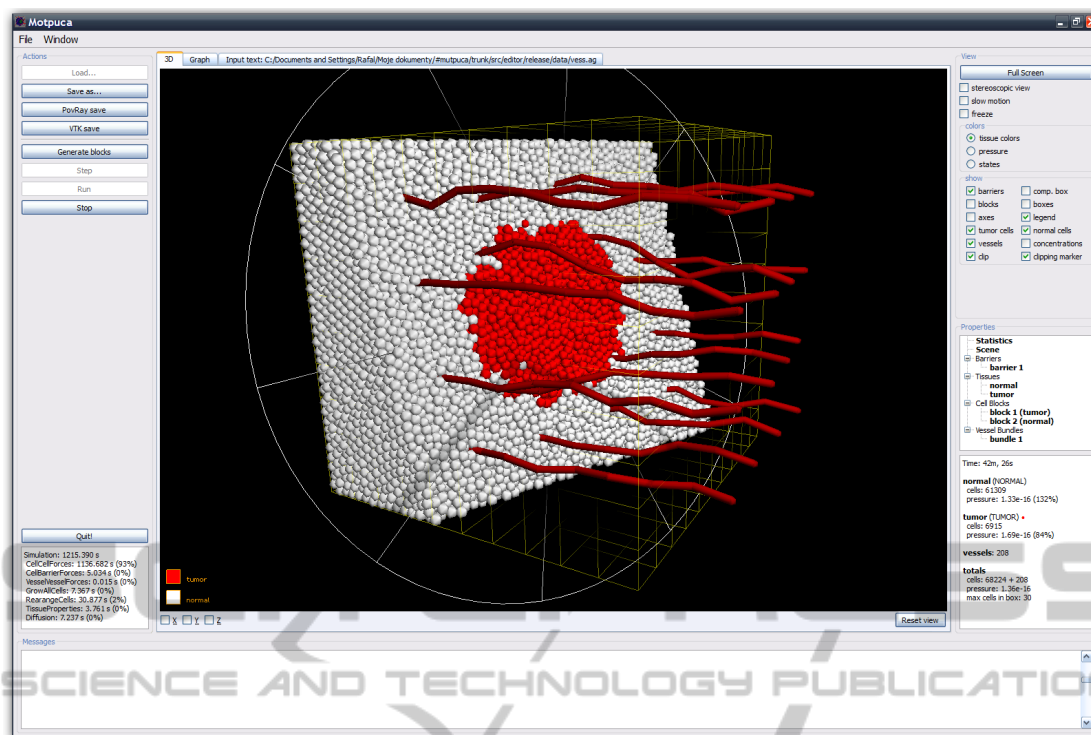 Motpuca
File Window
Actions
Load...
Save as...
PovRay save
VTK save
Generate blocks
Step
Run
Stop
Quit!
Simulation: 1215.390 s
CellCellForces: 1136.682 s (93%)
CellBarrierForces: 5.034 s (0%)
VesselVesselForces: 0.015 s (0%)
GrowAllCells: 7.367 s (0%)
RearangeCells: 30.877 s (2%)
TissueProperties: 3.761 s (0%)
Diffusion: 7.237 s (0%)
3D Graph Input text: C:/Documents and Settings/Rafal/Moje dokumenty/#mutpuca/trunk/src/editor/release/data/vess.ag
tumor
normal
X Y Z
Reset view
View
Full Screen
stereoscopic view
slow motion
freeze
colors
tissue colors
pressure
states
show
barriers comp. box
blocks boxes
axes legend
tumor cells normal cells
vessels concentrations
clip clipping marker
Properties
Statistics
Scene
Barriers
barrier 1
Tissues
normal
tumor
Cell Blocks
block 1 (tumor)
block 2 (normal)
Vessel Bundles
bundle 1
Time: 42m, 26s
normal (NORMAL)
cells: 61309
pressure: 1.33e-16 (132%)
tumor (TUMOR)
cells: 6915
pressure: 1.69e-16 (84%)
vessels: 208
totals
cells: 68224 + 208
pressure: 1.36e-16
max cells in box: 30
Messages
SCIENCE AND TECHNOLOGY PUBLICATIO